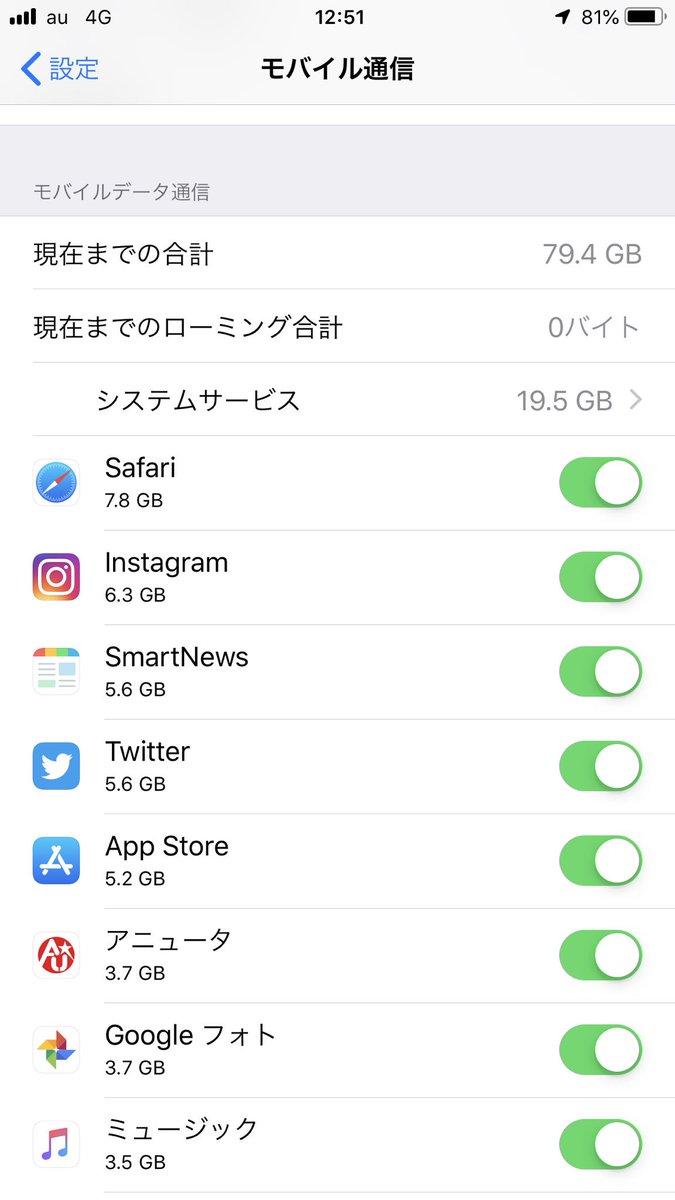 au 4G 12:51 81%
設定 モバイル通信
モバイルデータ通信
現在までの合計 79.4 GB
現在までのローミング合計 0バイト
システムサービス 19.5 GB
Safari
7.8 GB
Instagram
6.3 GB
SmartNews
5.6 GB
Twitter
5.6 GB
App Store
5.2 GB
アニュータ
3.7 GB
Google フォト
3.7 GB
ミュージック
3.5 GB